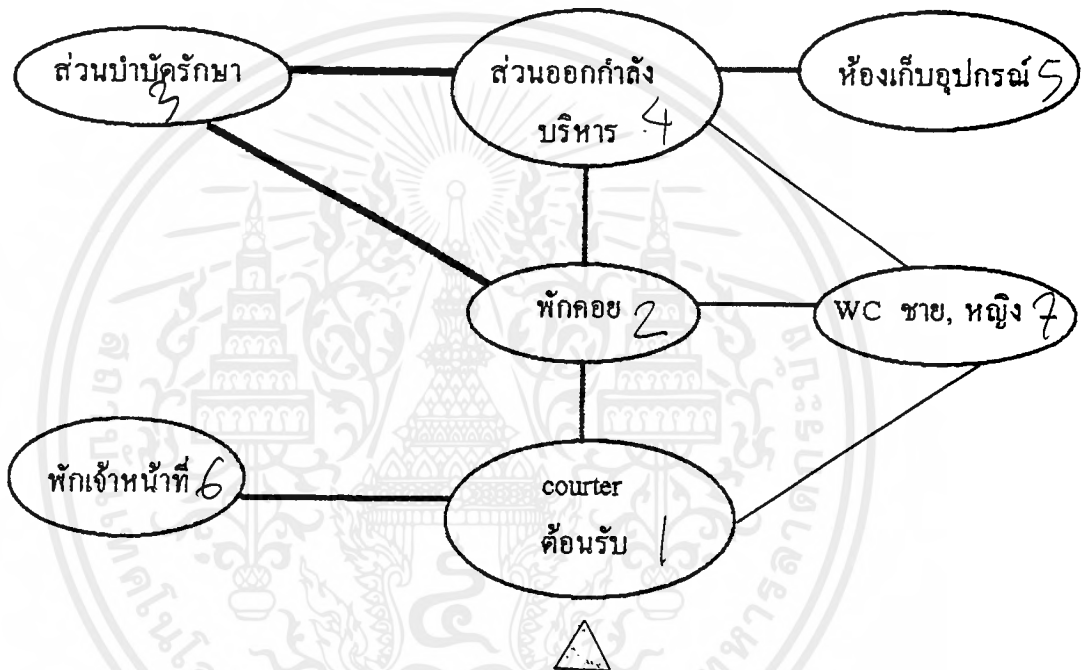 ส่วนบำบัดรักษา
3
ส่วนออกกำลัง
บริหาร 4
ห้องเก็บอุปกรณ์ 5
พักคอย 2
WC ชาย, หญิง 7
พักเจ้าหน้าที่ 6
courter
ต้อนรับ 1